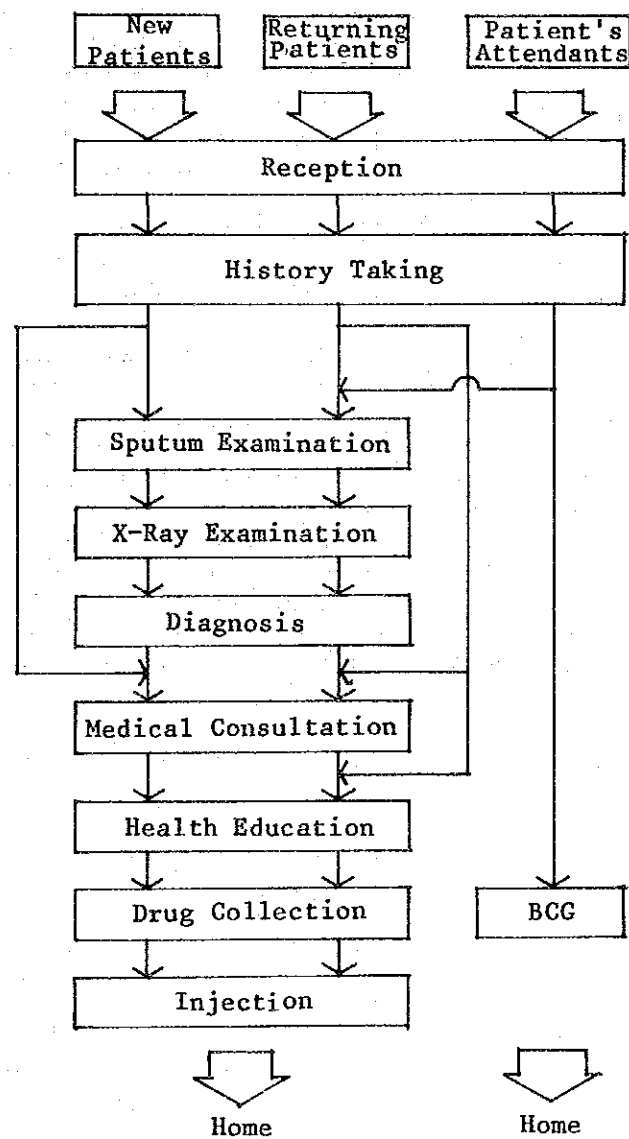 New
Patients
Returning
Patients
Patient's
Attendants
Reception
History Taking
Sputum Examination
X-Ray Examination
Diagnosis
Medical Consultation
Health Education
Drug Collection
BCG
Injection
Home
Home